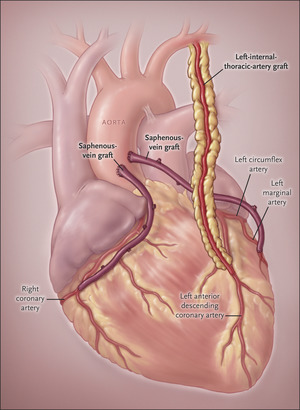 Left-internal-
thoracic-artery graft
AORTA
Saphenous-
vein graft
Saphenous-
vein graft
Left circumflex
artery
Left
marginal
artery
Right
coronary
artery
Left anterior
descending
coronary artery